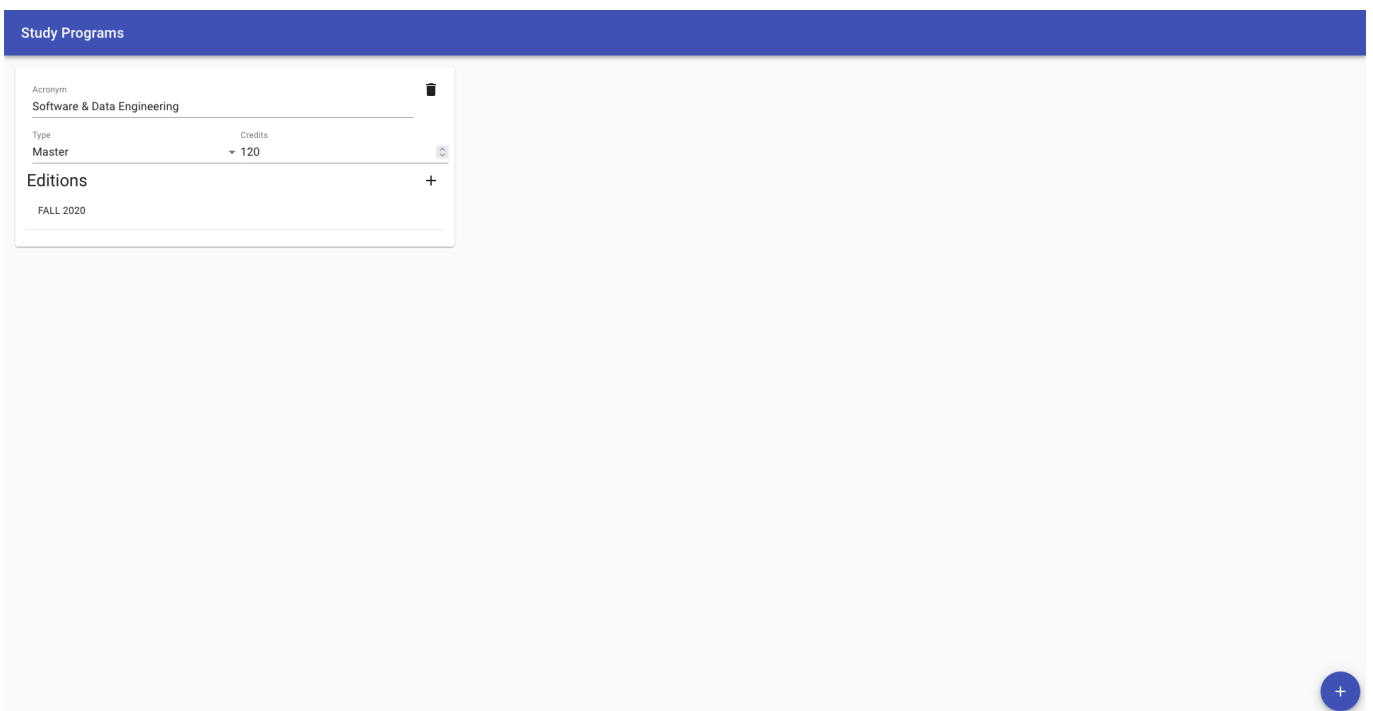 Study Programs
Acronym
Software & Data Engineering
Type Credits
Master 120
Editions +
FALL 2020
+